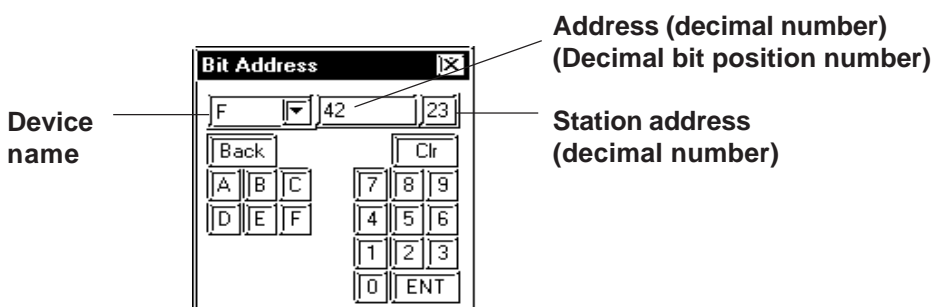 Address (decimal number)
(Decimal bit position number)
Bit Address
F 42 23
Device
name
Station address
(decimal number)
Back Clr
A B C 7 8 9
D E F 4 5 6
1 2 3
0 ENT